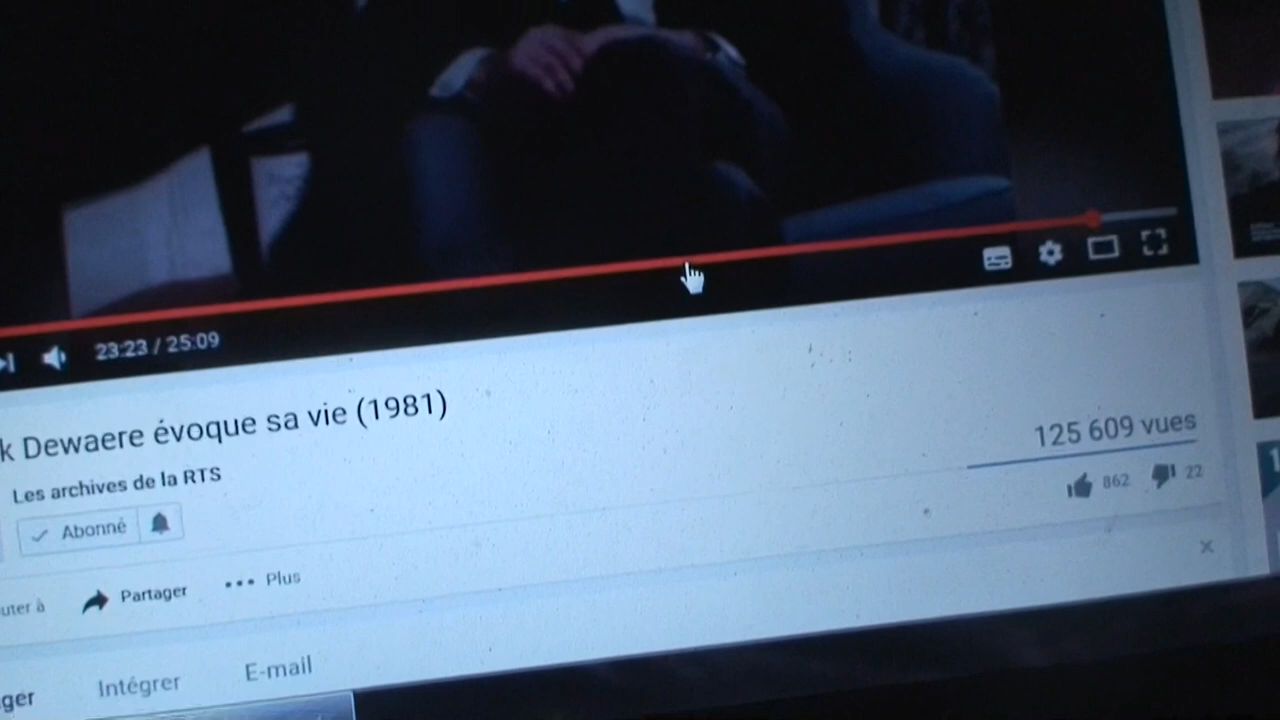 23:23 / 25:09
k Dewaere évoque sa vie (1981)
125 609 vues
Les archives de la RTS
862 22
Abonné
uter à Partager Plus
ger Intégrer E-mail